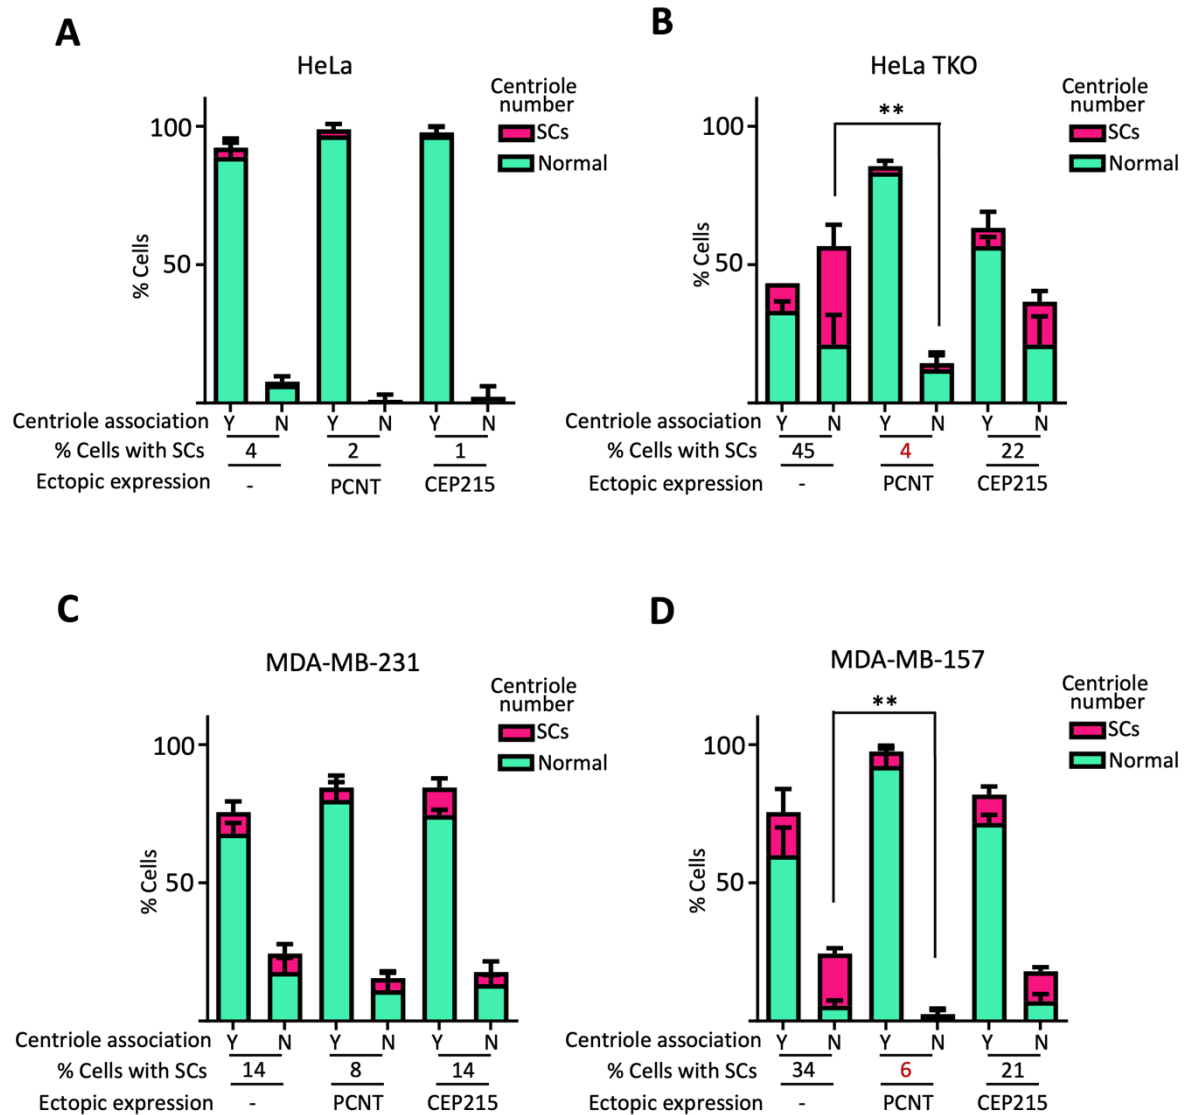 A
HeLa
Centriole
number
SCs
Normal
100
50
% Cells
Centriole association Y N Y N Y N
% Cells with SCs 4 2 1
Ectopic expression - PCNT CEP215
B
HeLa TKO
Centriole
number
SCs
Normal
**
100
50
% Cells
Centriole association Y N Y N Y N
% Cells with SCs 45 4 22
Ectopic expression - PCNT CEP215
C
MDA-MB-231
Centriole
number
SCs
Normal
100
50
% Cells
Centriole association Y N Y N Y N
% Cells with SCs 14 8 14
Ectopic expression - PCNT CEP215
D
MDA-MB-157
Centriole
number
SCs
Normal
**
100
50
% Cells
Centriole association Y N Y N Y N
% Cells with SCs 34 6 21
Ectopic expression - PCNT CEP215